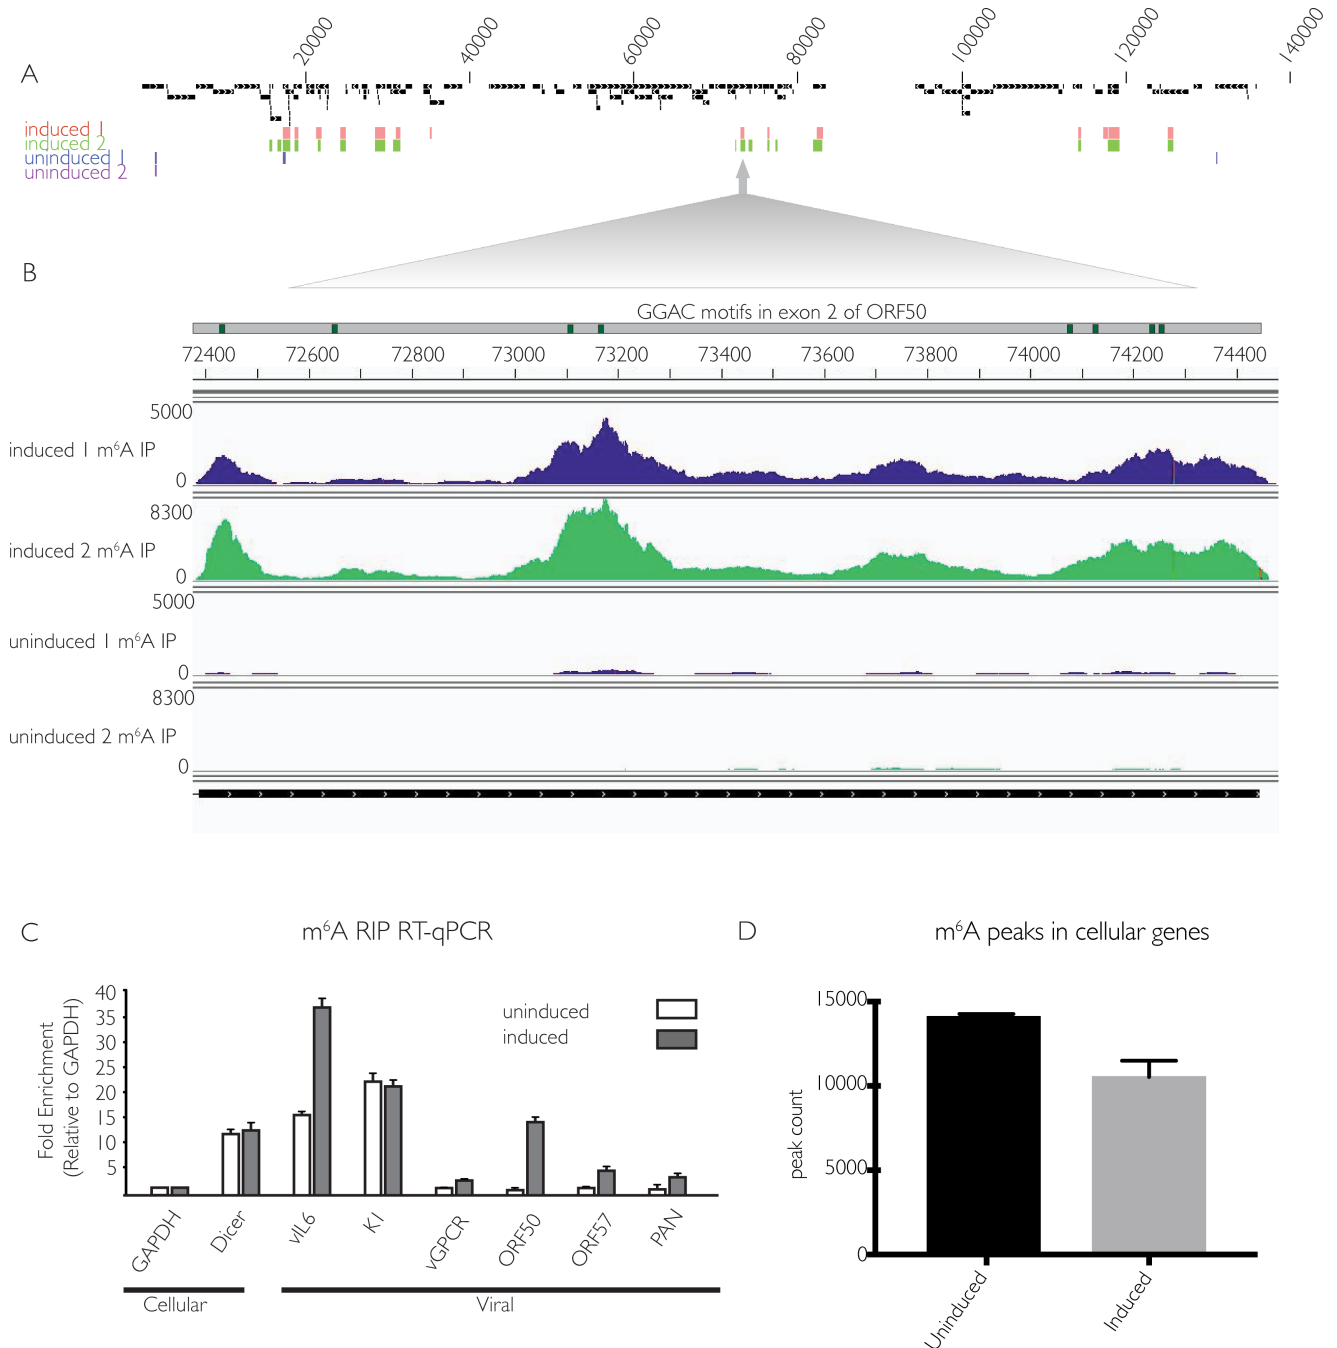 20000 40000 60000 80000 100000 120000 140000
A
induced 1
induced 2
uninduced 1
uninduced 2
B
GGAC motifs in exon 2 of ORF50
72400 72600 72800 73000 73200 73400 73600 73800 74000 74200 74400
5000
induced 1 m⁶A IP
0
8300
induced 2 m⁶A IP
0
5000
uninduced 1 m⁶A IP
0
8300
uninduced 2 m⁶A IP
0
C
m⁶A RIP RT-qPCR
Fold Enrichment
(Relative to GAPDH)
40
35
30
25
20
15
10
5
uninduced
induced
GAPDH Dicer vIL6 K1 vGPCR ORF50 ORF57 PAN
Cellular Viral
D
m⁶A peaks in cellular genes
peak count
15000
10000
5000
0
Uninduced Induced